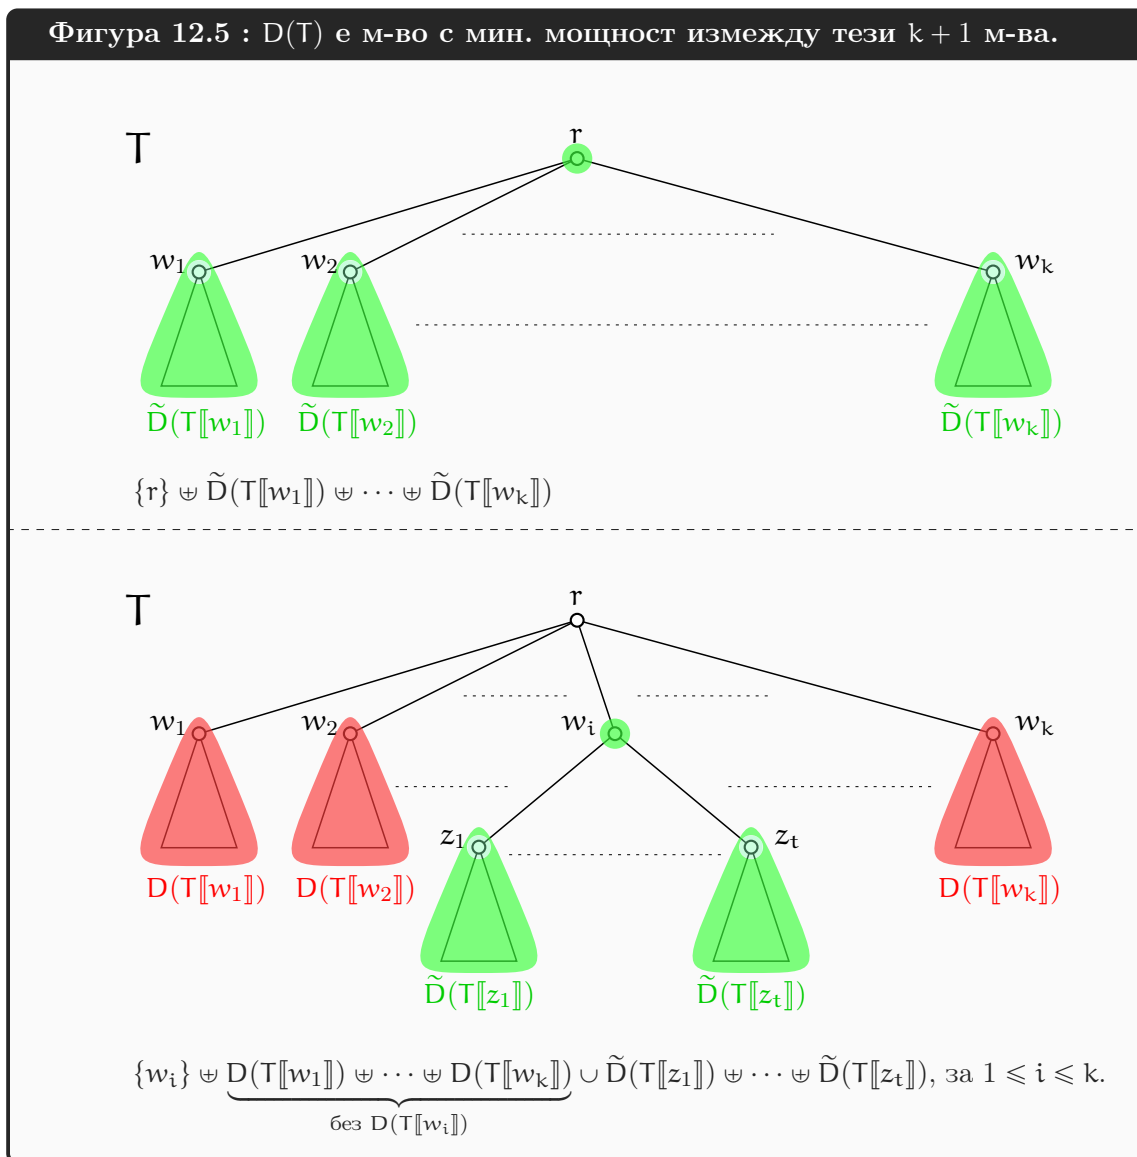 Фигура 12.5 : D(T) е м-во с мин. мощност измежду тези k + 1 м-ва.
T
r
w₁ w₂ wₖ
D̃(T⟦w₁⟧) D̃(T⟦w₂⟧) D̃(T⟦wₖ⟧)
{r} ⊎ D̃(T⟦w₁⟧) ⊎ ··· ⊎ D̃(T⟦wₖ⟧)
T
r
w₁ w₂ wᵢ wₖ
z₁ zₜ
D(T⟦w₁⟧) D(T⟦w₂⟧) D(T⟦wₖ⟧)
D̃(T⟦z₁⟧) D̃(T⟦zₜ⟧)
{wᵢ} ⊎ D(T⟦w₁⟧) ⊎ ··· ⊎ D(T⟦wₖ⟧) ∪ D̃(T⟦z₁⟧) ⊎ ··· ⊎ D̃(T⟦zₜ⟧), за 1 ⩽ i ⩽ k.
без D(T⟦wᵢ⟧)